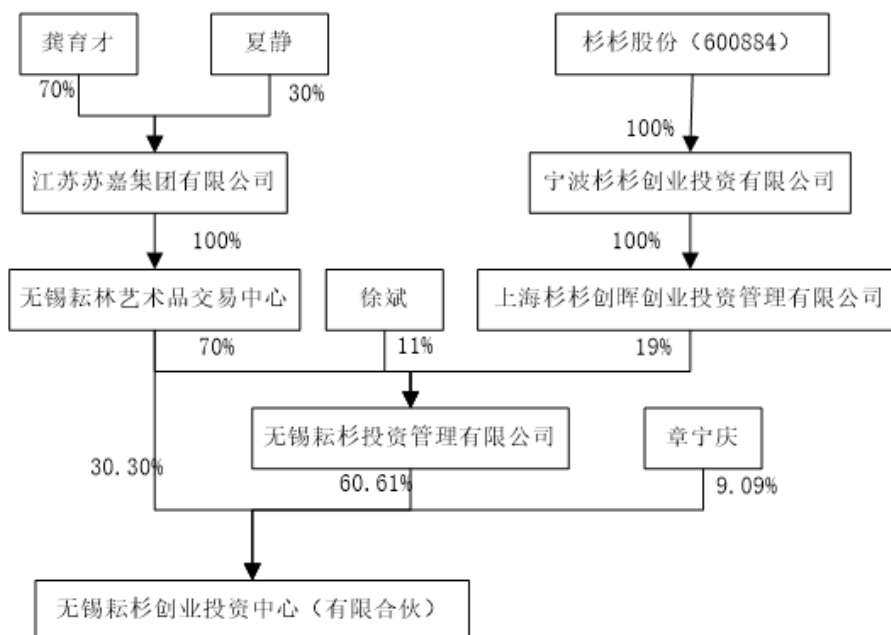 龚育才
夏静
杉杉股份（600884）
70%
30%
100%
江苏苏嘉集团有限公司
宁波杉杉创业投资有限公司
100%
100%
无锡耘林艺术品交易中心
徐斌
上海杉杉创晖创业投资管理有限公司
70%
11%
19%
无锡耘杉投资管理有限公司
章宁庆
30.30%
60.61%
9.09%
无锡耘杉创业投资中心（有限合伙）